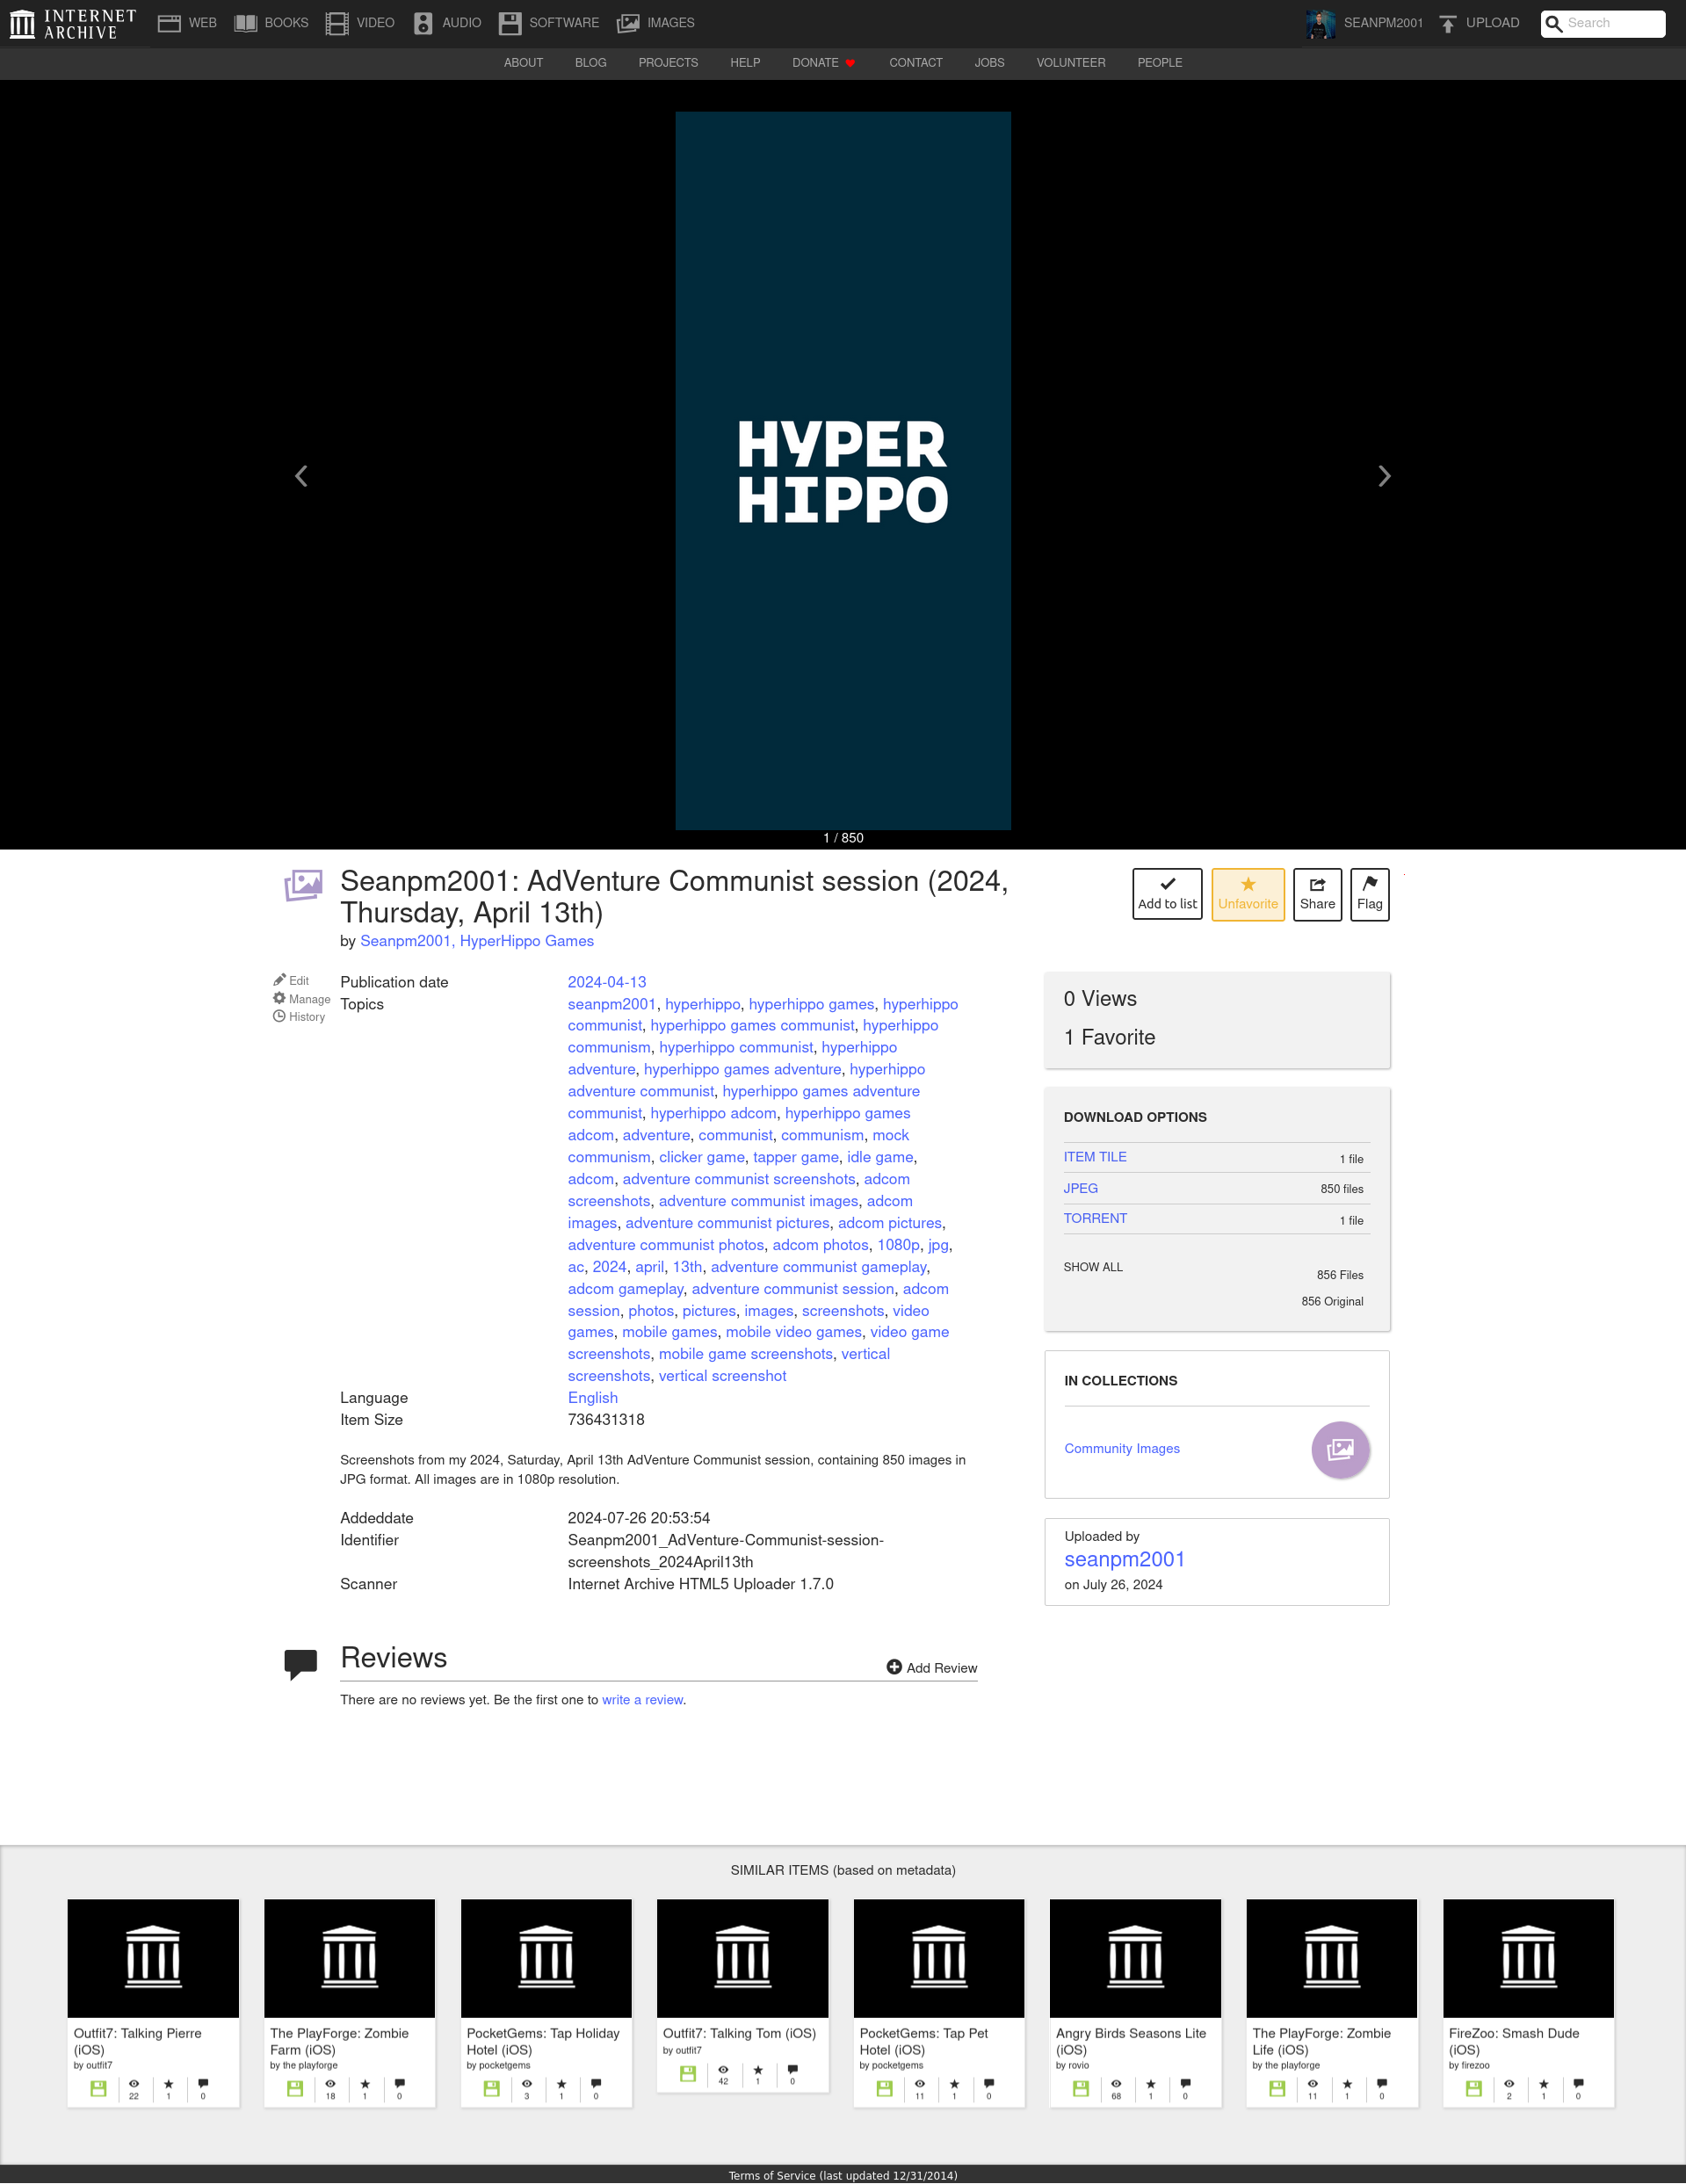 INTERNET
ARCHIVE
WEB BOOKS VIDEO AUDIO SOFTWARE IMAGES SEANPM2001 UPLOAD Search
ABOUT BLOG PROJECTS HELP DONATE CONTACT JOBS VOLUNTEER PEOPLE
HYPER
HIPPO
1 / 850
Seanpm2001: AdVenture Communist session (2024,
Thursday, April 13th)
by Seanpm2001, HyperHippo Games
Add to list Unfavorite Share Flag
Edit
Manage
History
Publication date 2024-04-13
Topics seanpm2001, hyperhippo, hyperhippo games, hyperhippo
communist, hyperhippo games communist, hyperhippo
communism, hyperhippo communist, hyperhippo
adventure, hyperhippo games adventure, hyperhippo
adventure communist, hyperhippo games adventure
communist, hyperhippo adcom, hyperhippo games
adcom, adventure, communist, communism, mock
communism, clicker game, tapper game, idle game,
adcom, adventure communist screenshots, adcom
screenshots, adventure communist images, adcom
images, adventure communist pictures, adcom pictures,
adventure communist photos, adcom photos, 1080p, jpg,
ac, 2024, april, 13th, adventure communist gameplay,
adcom gameplay, adventure communist session, adcom
session, photos, pictures, images, screenshots, video
games, mobile games, mobile video games, video game
screenshots, mobile game screenshots, vertical
screenshots, vertical screenshot
Language English
Item Size 736431318
Screenshots from my 2024, Saturday, April 13th AdVenture Communist session, containing 850 images in
JPG format. All images are in 1080p resolution.
Addeddate 2024-07-26 20:53:54
Identifier Seanpm2001_AdVenture-Communist-session-
screenshots_2024April13th
Scanner Internet Archive HTML5 Uploader 1.7.0
0 Views
1 Favorite
DOWNLOAD OPTIONS
ITEM TILE 1 file
JPEG 850 files
TORRENT 1 file
SHOW ALL 856 Files
856 Original
IN COLLECTIONS
Community Images
Uploaded by
seanpm2001
on July 26, 2024
Reviews
Add Review
There are no reviews yet. Be the first one to write a review.
SIMILAR ITEMS (based on metadata)
Outfit7: Talking Pierre
(iOS)
by outfit7
22 1 0
The PlayForge: Zombie
Farm (iOS)
by the playforge
18 1 0
PocketGems: Tap Holiday
Hotel (iOS)
by pocketgems
3 1 0
Outfit7: Talking Tom (iOS)
by outfit7
42 1 0
PocketGems: Tap Pet
Hotel (iOS)
by pocketgems
11 1 0
Angry Birds Seasons Lite
(iOS)
by rovio
68 1 0
The PlayForge: Zombie
Life (iOS)
by the playforge
11 1 0
FireZoo: Smash Dude
(iOS)
by firezoo
2 1 0
Terms of Service (last updated 12/31/2014)